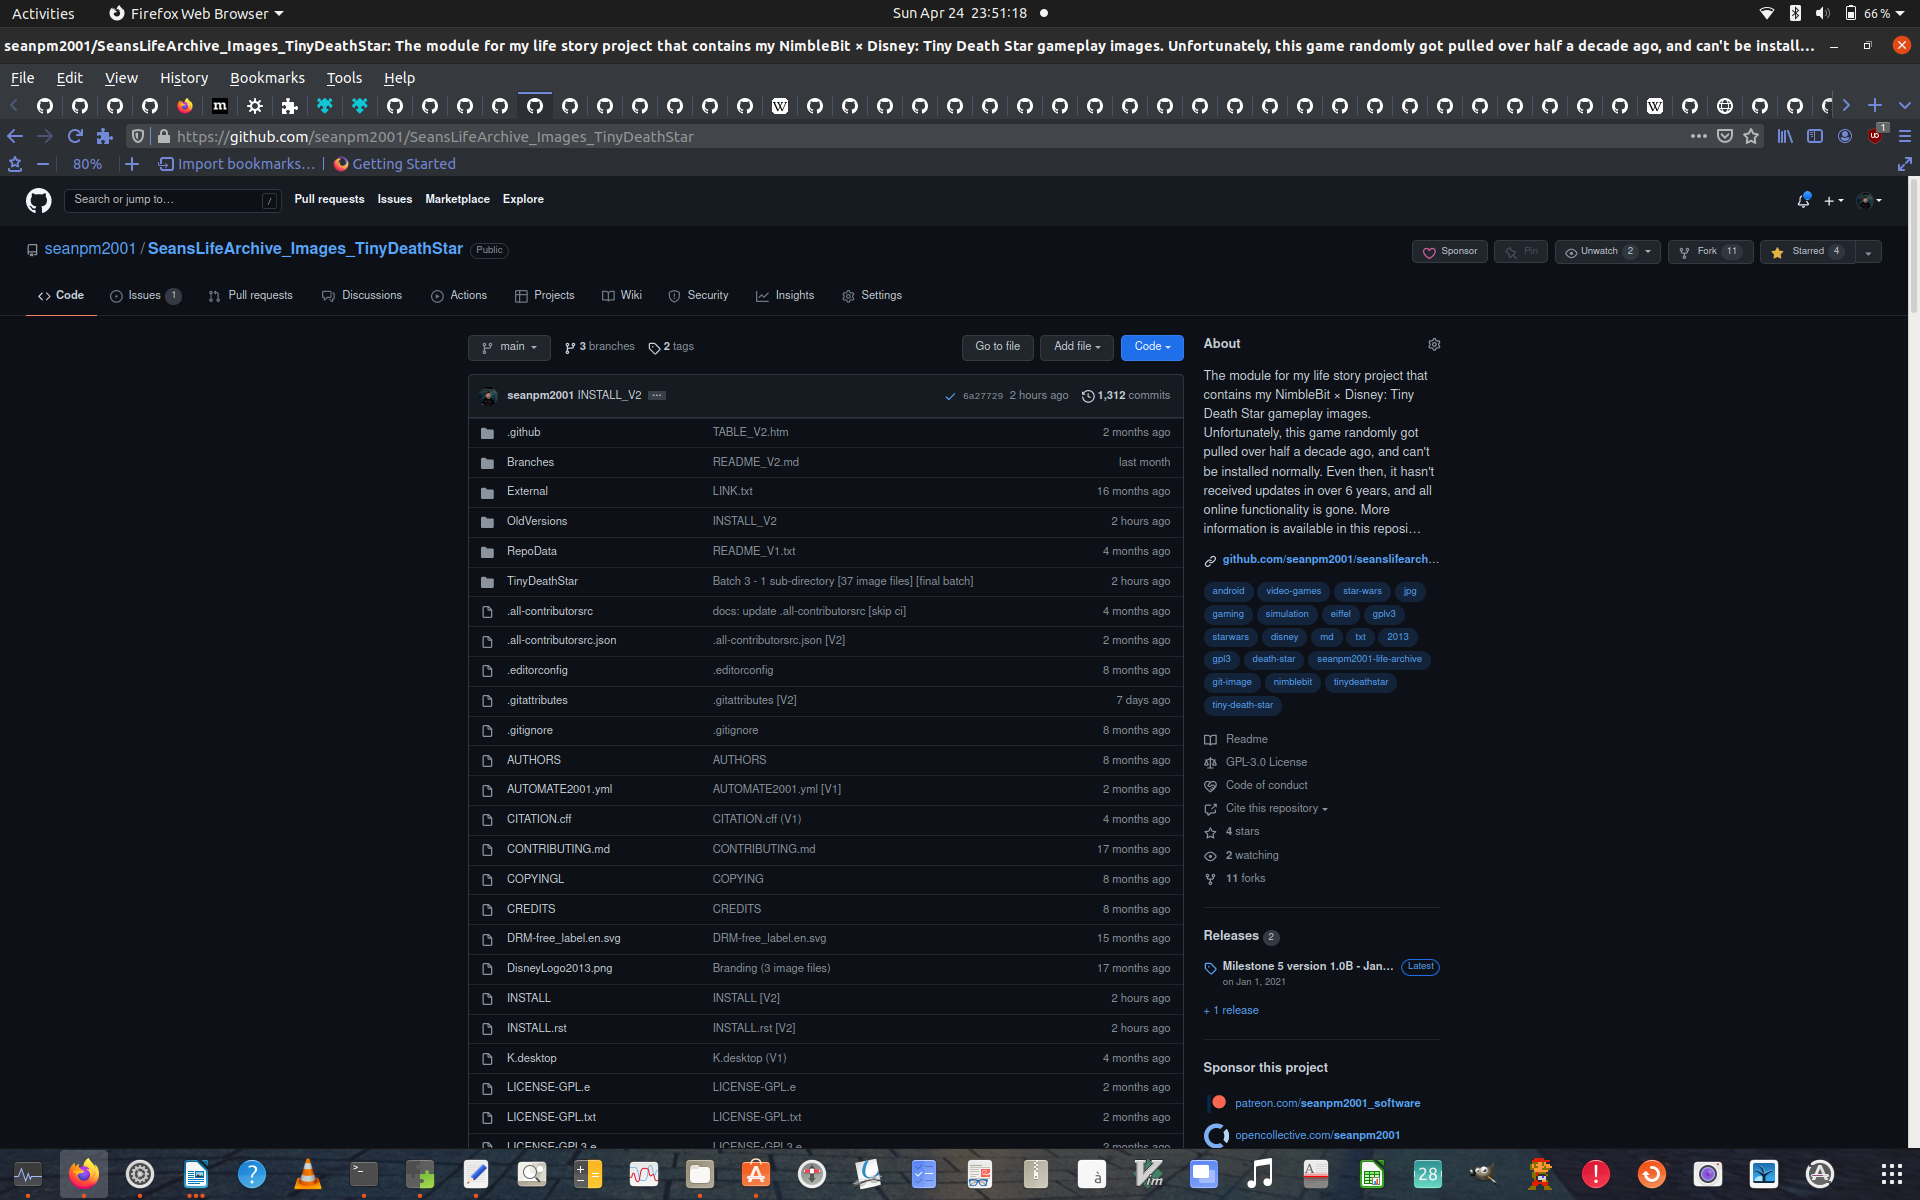 Activities
Firefox Web Browser
Sun Apr 24 23:51:18
66 %
seanpm2001/SeansLifeArchive_Images_TinyDeathStar: The module for my life story project that contains my NimbleBit × Disney: Tiny Death Star gameplay images. Unfortunately, this game randomly got pulled over half a decade ago, and can't be install…
File Edit View History Bookmarks Tools Help
https://github.com/seanpm2001/SeansLifeArchive_Images_TinyDeathStar
1
80%
Import bookmarks…
Getting Started
Search or jump to…
/
Pull requests Issues Marketplace Explore
seanpm2001 / SeansLifeArchive_Images_TinyDeathStar
Public
Sponsor
Pin
Unwatch 2
Fork 11
Starred 4
Code
Issues 1
Pull requests
Discussions
Actions
Projects
Wiki
Security
Insights
Settings
main
3 branches
2 tags
Go to file
Add file
Code
seanpm2001 INSTALL_V2
6a27729 2 hours ago
1,312 commits
.github TABLE_V2.htm 2 months ago
Branches README_V2.md last month
External LINK.txt 16 months ago
OldVersions INSTALL_V2 2 hours ago
RepoData README_V1.txt 4 months ago
TinyDeathStar Batch 3 - 1 sub-directory [37 image files] [final batch] 2 hours ago
.all-contributorsrc docs: update .all-contributorsrc [skip ci] 4 months ago
.all-contributorsrc.json .all-contributorsrc.json [V2] 2 months ago
.editorconfig .editorconfig 8 months ago
.gitattributes .gitattributes [V2] 7 days ago
.gitignore .gitignore 8 months ago
AUTHORS AUTHORS 8 months ago
AUTOMATE2001.yml AUTOMATE2001.yml [V1] 2 months ago
CITATION.cff CITATION.cff (V1) 4 months ago
CONTRIBUTING.md CONTRIBUTING.md 17 months ago
COPYINGL COPYING 8 months ago
CREDITS CREDITS 8 months ago
DRM-free_label.en.svg DRM-free_label.en.svg 15 months ago
DisneyLogo2013.png Branding (3 image files) 17 months ago
INSTALL INSTALL [V2] 2 hours ago
INSTALL.rst INSTALL.rst [V2] 2 hours ago
K.desktop K.desktop (V1) 4 months ago
LICENSE-GPL.e LICENSE-GPL.e 2 months ago
LICENSE-GPL.txt LICENSE-GPL.txt 2 months ago
LICENSE-GPL3.e LICENSE-GPL3.e 2 months ago
About
The module for my life story project that
contains my NimbleBit × Disney: Tiny
Death Star gameplay images.
Unfortunately, this game randomly got
pulled over half a decade ago, and can't
be installed normally. Even then, it hasn't
received updates in over 6 years, and all
online functionality is gone. More
information is available in this reposi…
github.com/seanpm2001/seanslifearch…
android video-games star-wars jpg
gaming simulation eiffel gplv3
starwars disney md txt 2013
gpl3 death-star seanpm2001-life-archive
git-image nimblebit tinydeathstar
tiny-death-star
Readme
GPL-3.0 License
Code of conduct
Cite this repository
4 stars
2 watching
11 forks
Releases 2
Milestone 5 version 1.0B - Jan… Latest
on Jan 1, 2021
+ 1 release
Sponsor this project
patreon.com/seanpm2001_software
opencollective.com/seanpm2001
28